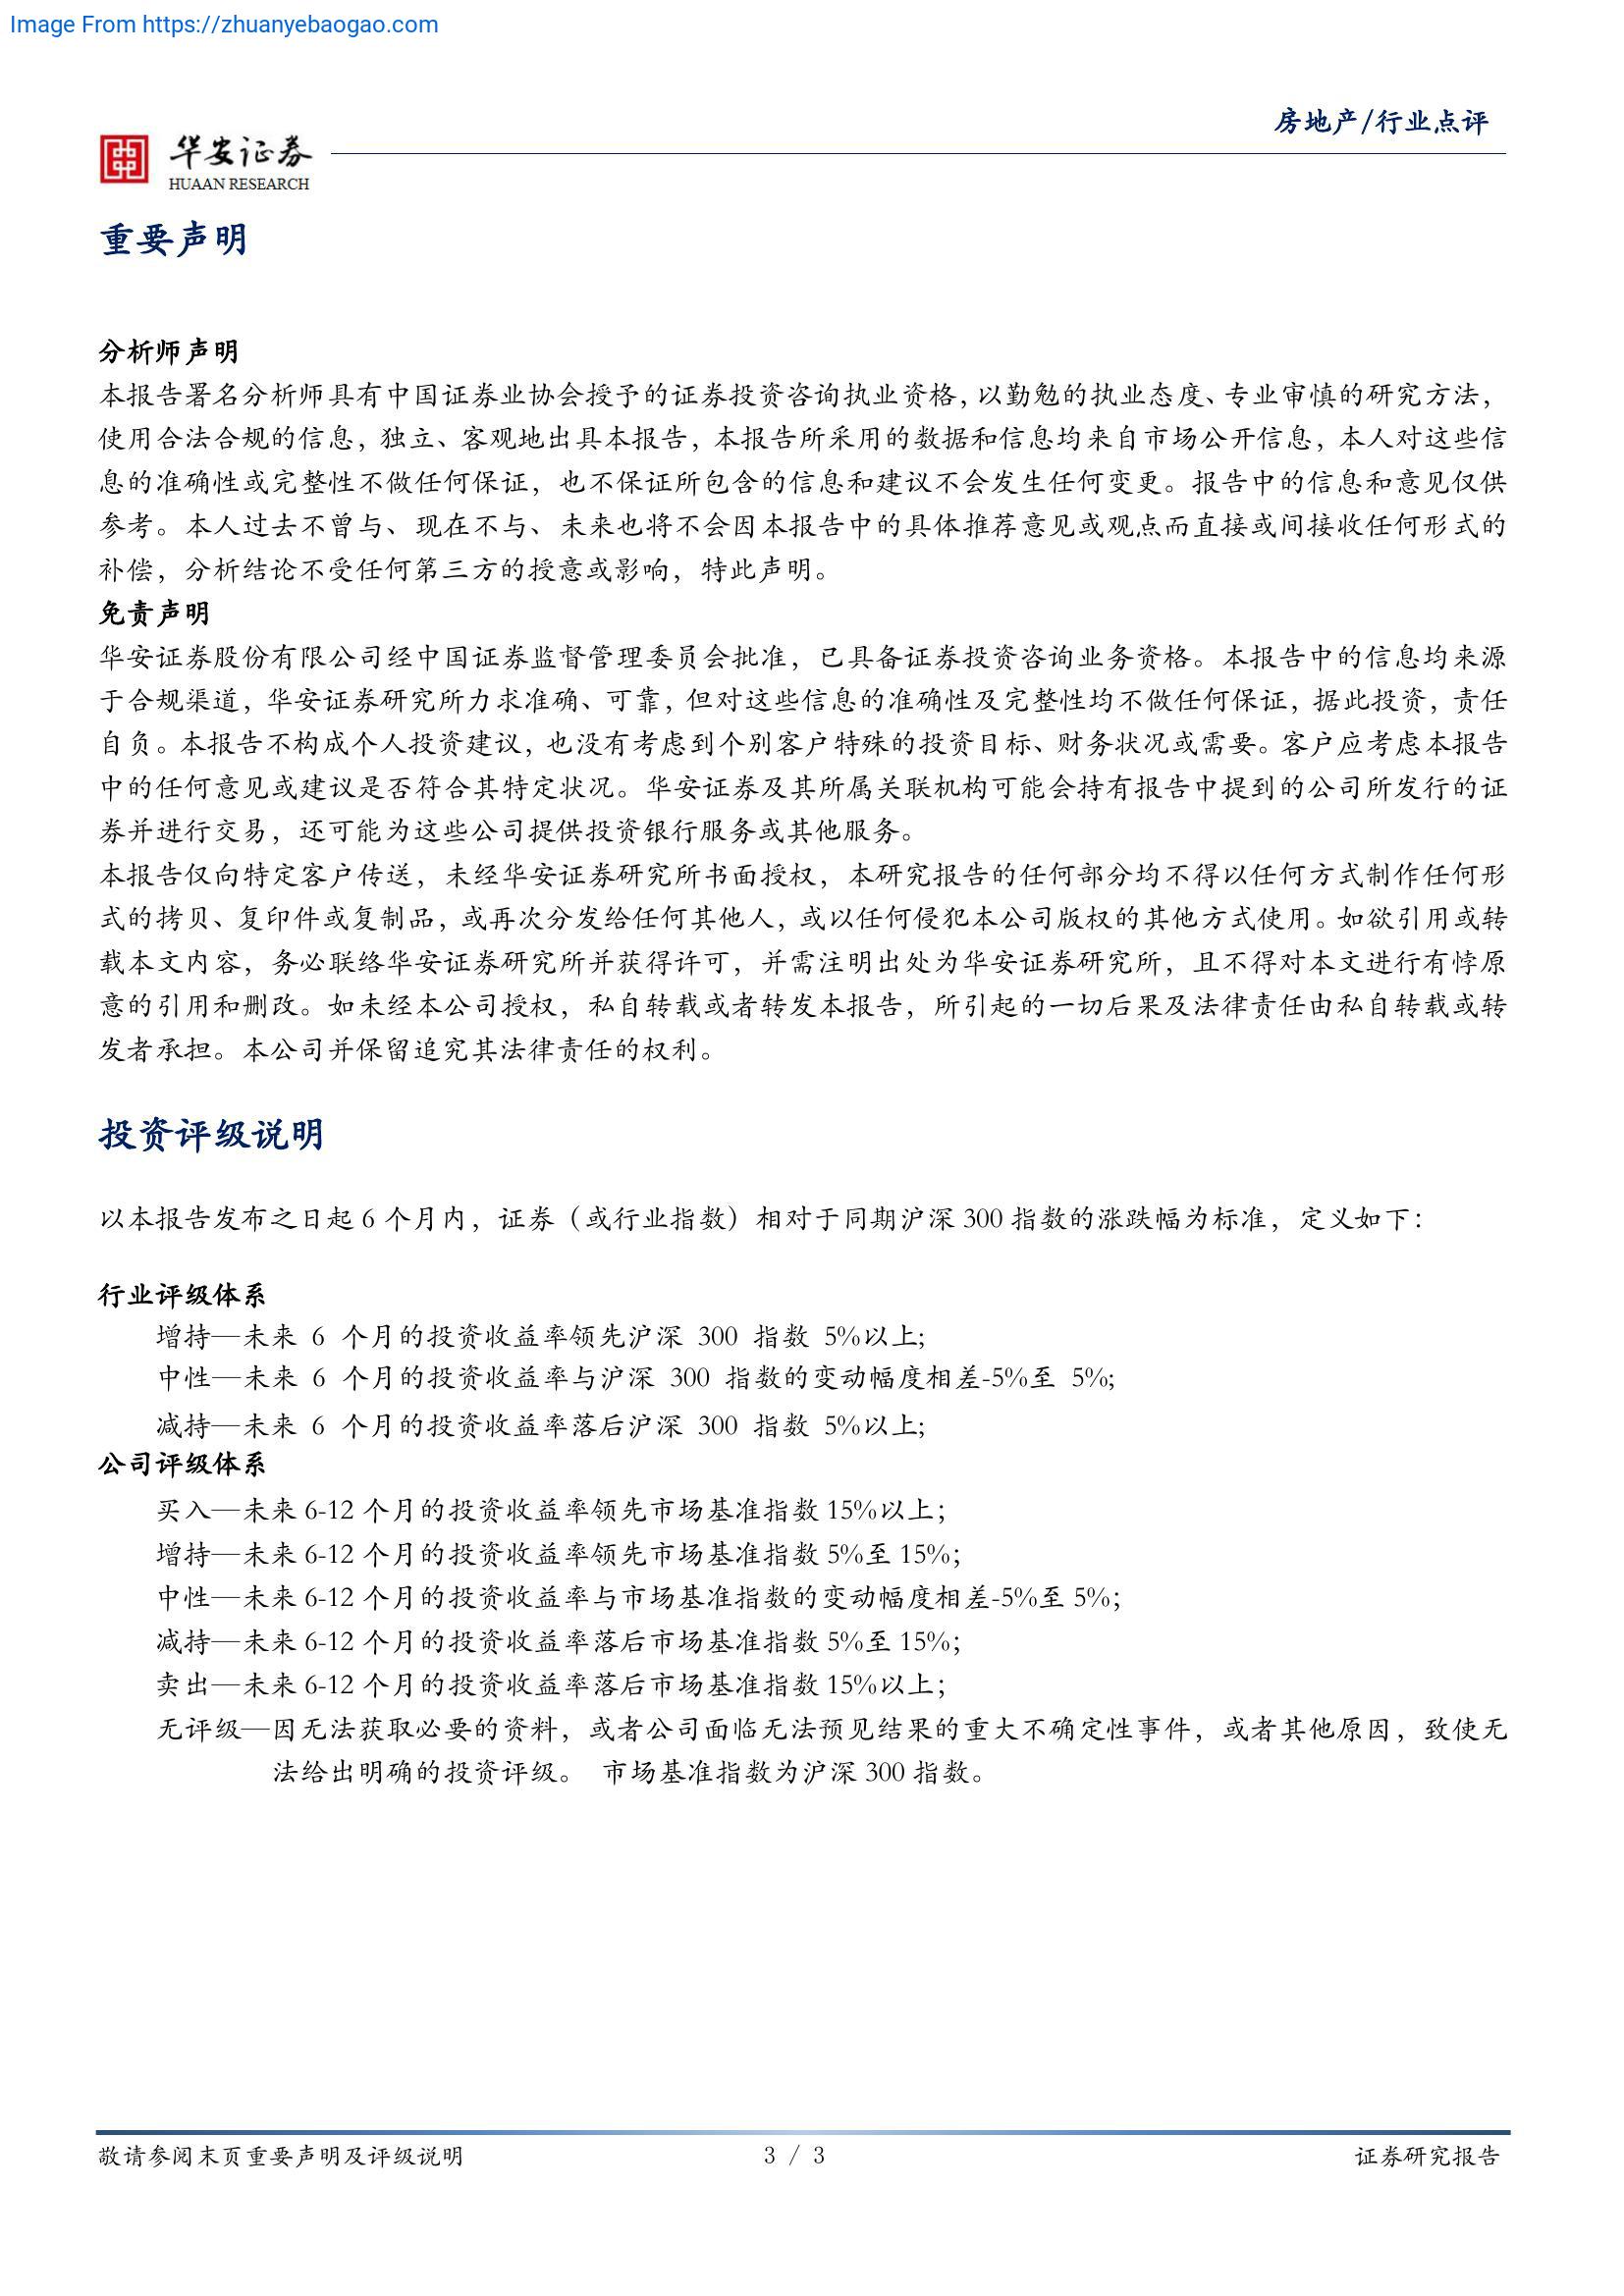 Image From https://zhuanyebaogao.com
房地产/行业点评
华安证券
HUAAN RESEARCH
重要声明
分析师声明
本报告署名分析师具有中国证券业协会授予的证券投资咨询执业资格，以勤勉的执业态度、专业审慎的研究方法，
使用合法合规的信息，独立、客观地出具本报告，本报告所采用的数据和信息均来自市场公开信息，本人对这些信
息的准确性或完整性不做任何保证，也不保证所包含的信息和建议不会发生任何变更。报告中的信息和意见仅供
参考。本人过去不曾与、现在不与、未来也将不会因本报告中的具体推荐意见或观点而直接或间接收任何形式的
补偿，分析结论不受任何第三方的授意或影响，特此声明。
免责声明
华安证券股份有限公司经中国证券监督管理委员会批准，已具备证券投资咨询业务资格。本报告中的信息均来源
于合规渠道，华安证券研究所力求准确、可靠，但对这些信息的准确性及完整性均不做任何保证，据此投资，责任
自负。本报告不构成个人投资建议，也没有考虑到个别客户特殊的投资目标、财务状况或需要。客户应考虑本报告
中的任何意见或建议是否符合其特定状况。华安证券及其所属关联机构可能会持有报告中提到的公司所发行的证
券并进行交易，还可能为这些公司提供投资银行服务或其他服务。
本报告仅向特定客户传送，未经华安证券研究所书面授权，本研究报告的任何部分均不得以任何方式制作任何形
式的拷贝、复印件或复制品，或再次分发给任何其他人，或以任何侵犯本公司版权的其他方式使用。如欲引用或转
载本文内容，务必联络华安证券研究所并获得许可，并需注明出处为华安证券研究所，且不得对本文进行有悖原
意的引用和删改。如未经本公司授权，私自转载或者转发本报告，所引起的一切后果及法律责任由私自转载或转
发者承担。本公司并保留追究其法律责任的权利。
投资评级说明
以本报告发布之日起 6 个月内，证券（或行业指数）相对于同期沪深 300 指数的涨跌幅为标准，定义如下：
行业评级体系
增持—未来 6 个月的投资收益率领先沪深 300 指数 5%以上;
中性—未来 6 个月的投资收益率与沪深 300 指数的变动幅度相差-5%至 5%;
减持—未来 6 个月的投资收益率落后沪深 300 指数 5%以上;
公司评级体系
买入—未来 6-12 个月的投资收益率领先市场基准指数 15%以上；
增持—未来 6-12 个月的投资收益率领先市场基准指数 5%至 15%；
中性—未来 6-12 个月的投资收益率与市场基准指数的变动幅度相差-5%至 5%；
减持—未来 6-12 个月的投资收益率落后市场基准指数 5%至 15%；
卖出—未来 6-12 个月的投资收益率落后市场基准指数 15%以上；
无评级—因无法获取必要的资料，或者公司面临无法预见结果的重大不确定性事件，或者其他原因，致使无
法给出明确的投资评级。 市场基准指数为沪深 300 指数。
敬请参阅末页重要声明及评级说明
3 / 3
证券研究报告